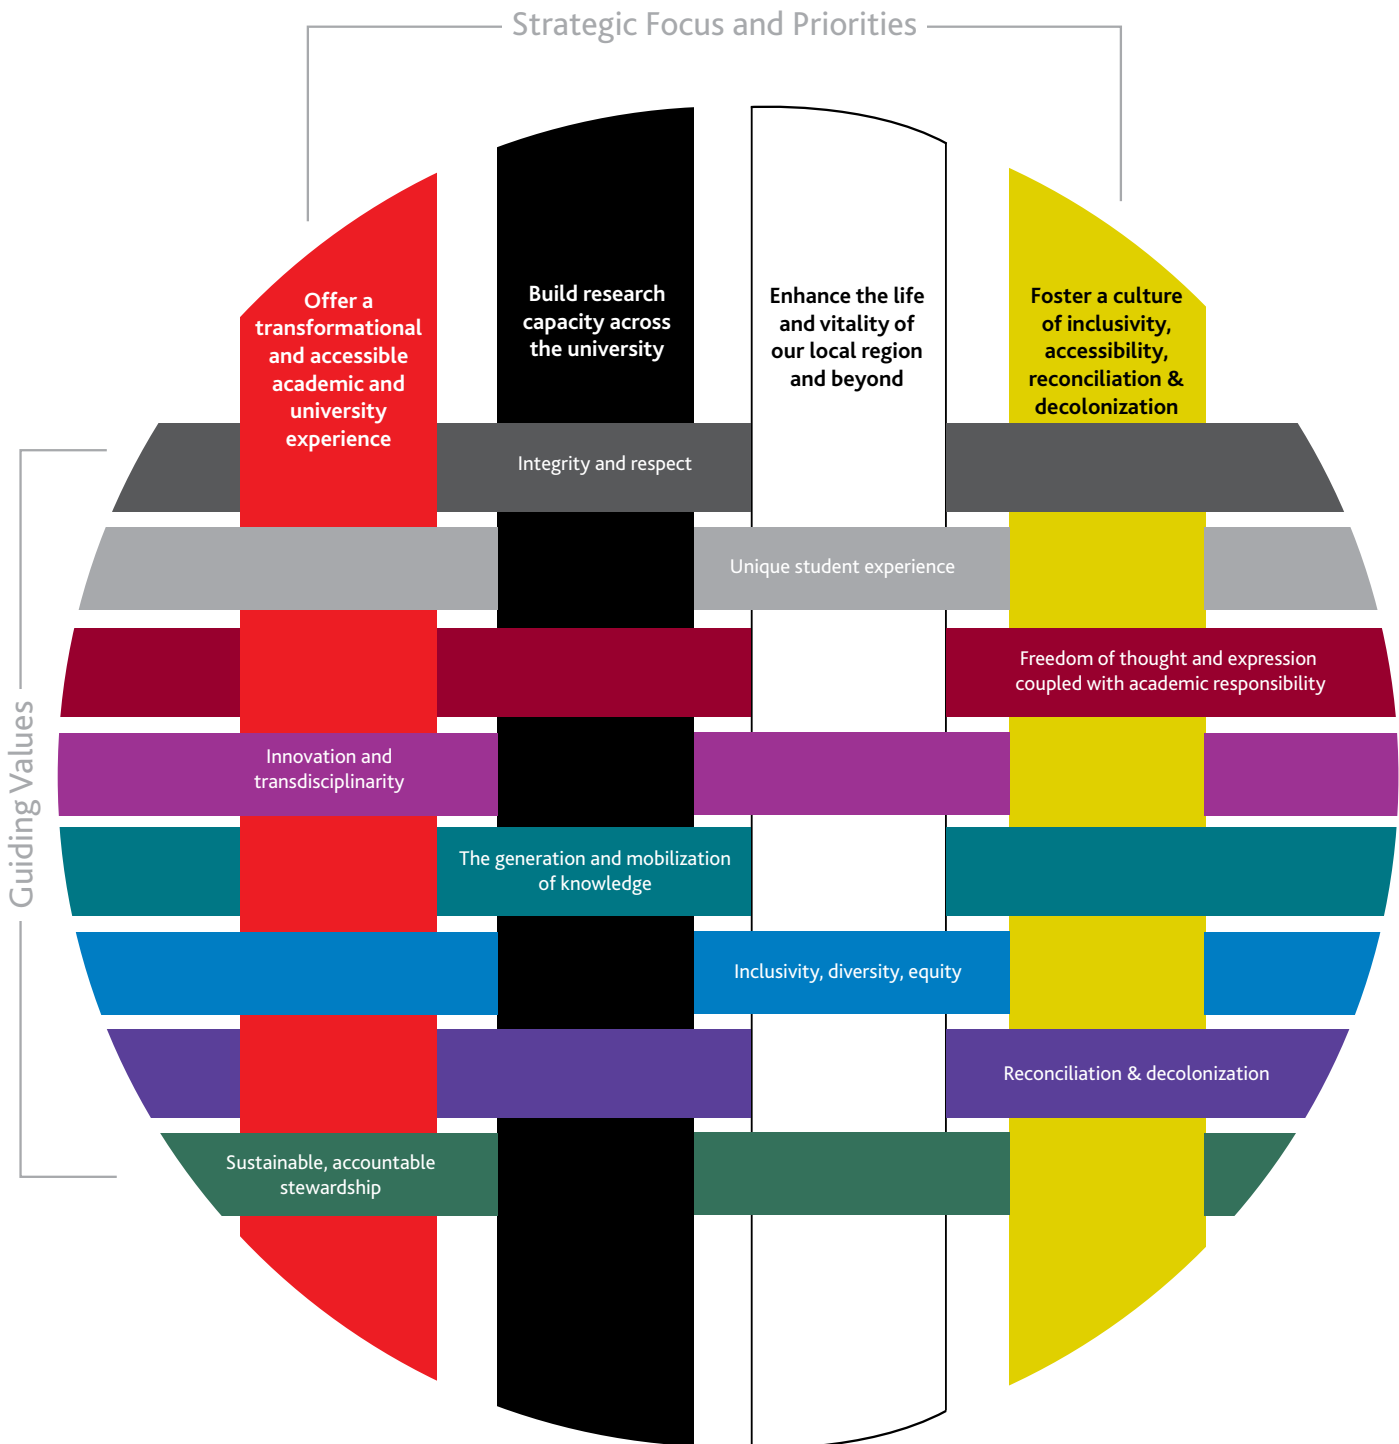 Strategic Focus and Priorities
Offer a
transformational
and accessible
academic and
university
experience
Build research
capacity across
the university
Enhance the life
and vitality of
our local region
and beyond
Foster a culture
of inclusivity,
accessibility,
reconciliation &
decolonization
Guiding Values
Integrity and respect
Unique student experience
Freedom of thought and expression
coupled with academic responsibility
Innovation and
transdisciplinarity
The generation and mobilization
of knowledge
Inclusivity, diversity, equity
Reconciliation & decolonization
Sustainable, accountable
stewardship